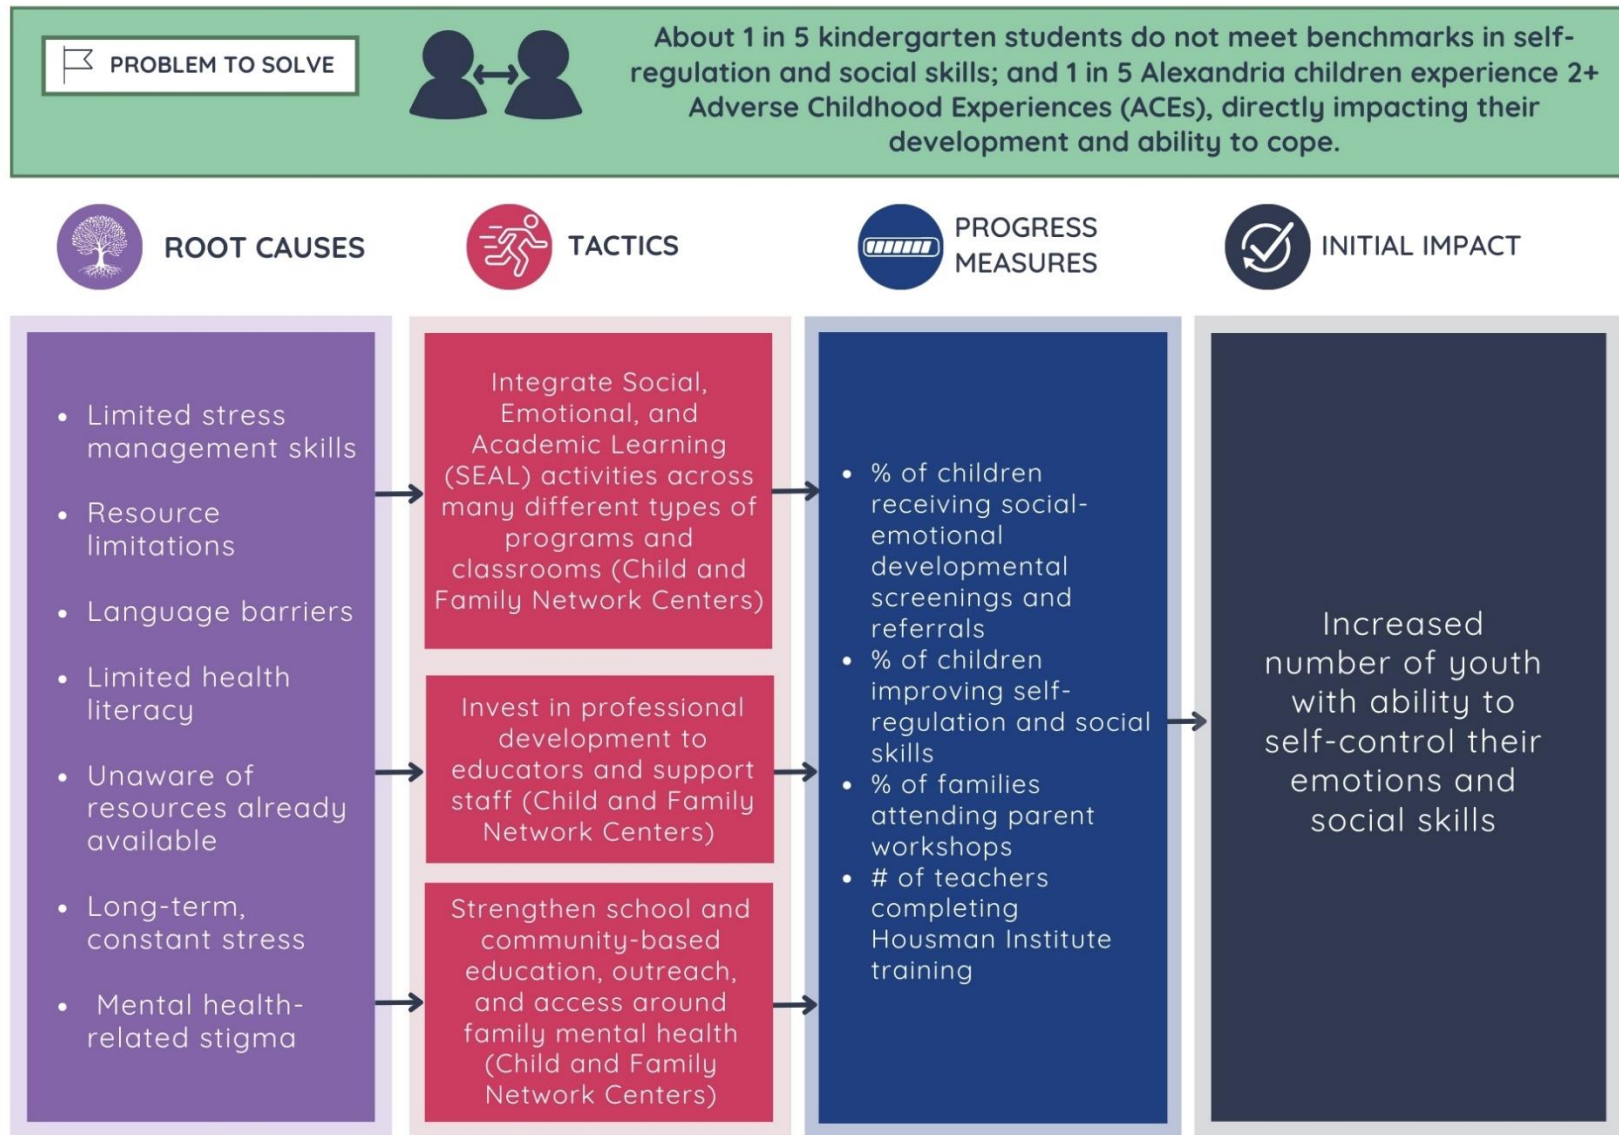 PROBLEM TO SOLVE
About 1 in 5 kindergarten students do not meet benchmarks in self-
regulation and social skills; and 1 in 5 Alexandria children experience 2+
Adverse Childhood Experiences (ACEs), directly impacting their
development and ability to cope.
ROOT CAUSES
• Limited stress
management skills
• Resource
limitations
• Language barriers
• Limited health
literacy
• Unaware of
resources already
available
• Long-term,
constant stress
• Mental health-
related stigma
TACTICS
Integrate Social,
Emotional, and
Academic Learning
(SEAL) activities across
many different types of
programs and
classrooms (Child and
Family Network Centers)
Invest in professional
development to
educators and support
staff (Child and Family
Network Centers)
Strengthen school and
community-based
education, outreach,
and access around
family mental health
(Child and Family
Network Centers)
PROGRESS
MEASURES
• % of children
receiving social-
emotional
developmental
screenings and
referrals
• % of children
improving self-
regulation and social
skills
• % of families
attending parent
workshops
• # of teachers
completing
Housman Institute
training
INITIAL IMPACT
Increased
number of youth
with ability to
self-control their
emotions and
social skills